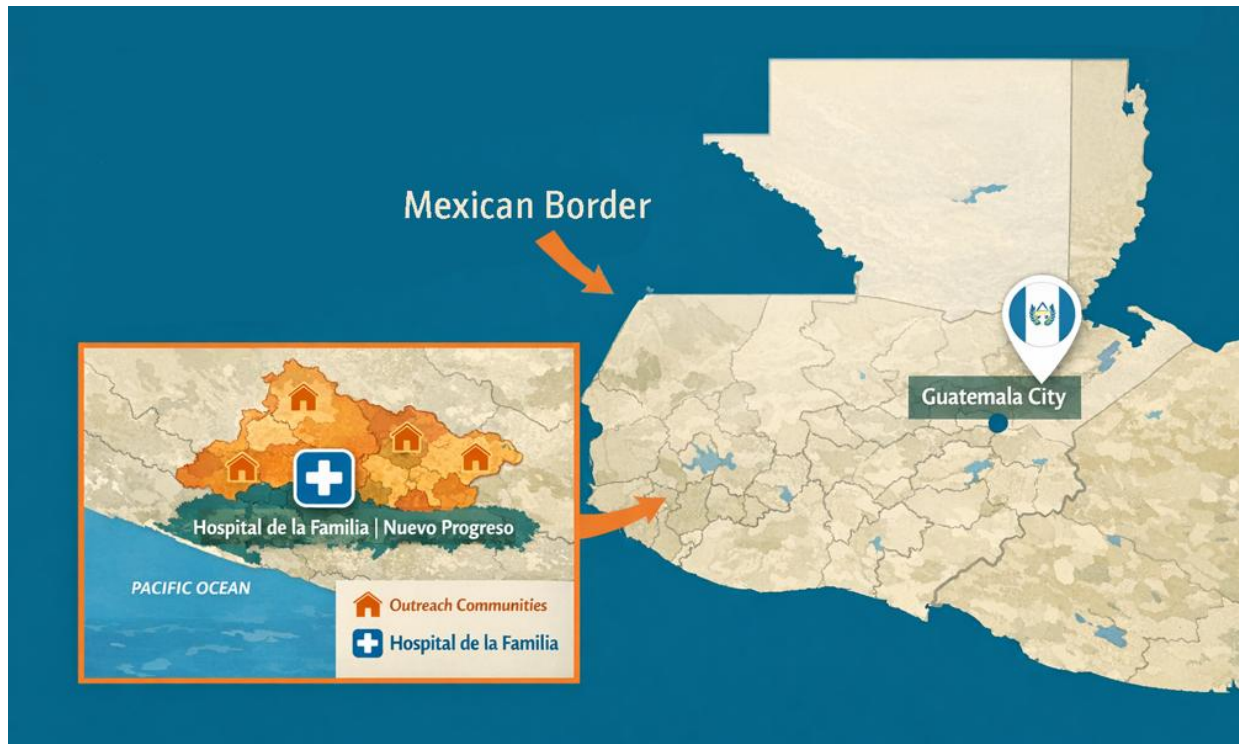 Mexican Border
Guatemala City
Hospital de la Familia | Nuevo Progreso
PACIFIC OCEAN
Outreach Communities
Hospital de la Familia